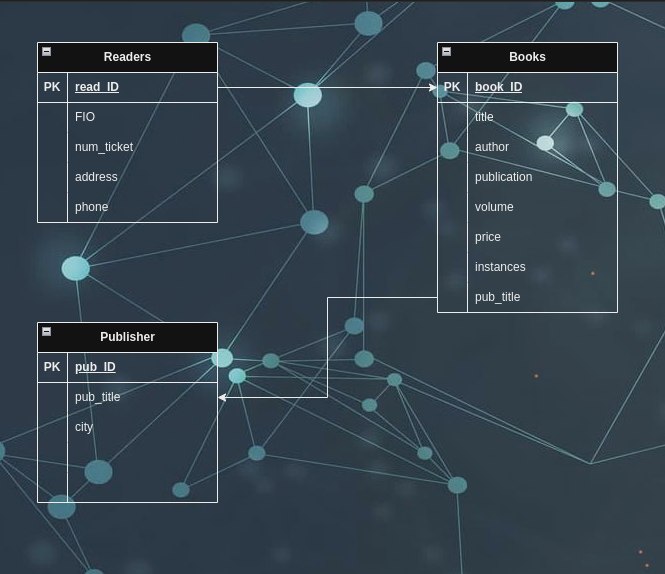 Readers
PK read_ID
FIO
num_ticket
address
phone
Books
PK book_ID
title
author
publication
volume
price
instances
pub_title
Publisher
PK pub_ID
pub_title
city